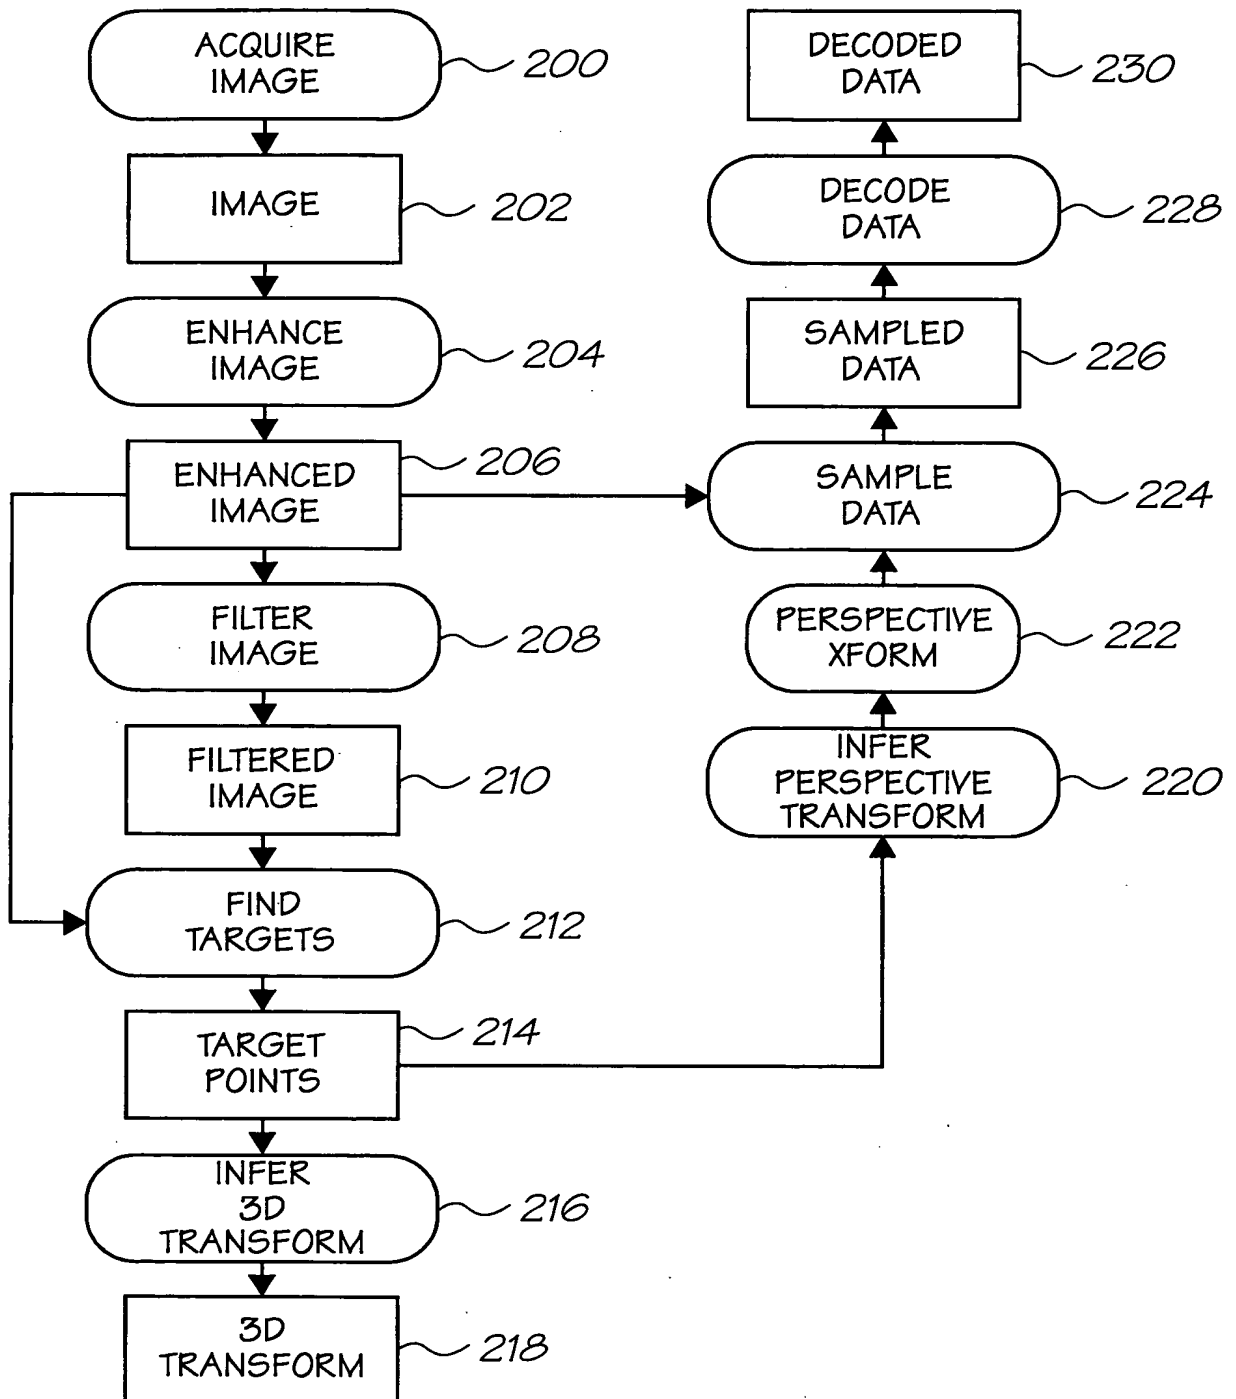 ACQUIRE
IMAGE
200
IMAGE
202
ENHANCE
IMAGE
204
ENHANCED
IMAGE
206
FILTER
IMAGE
208
FILTERED
IMAGE
210
FIND
TARGETS
212
TARGET
POINTS
214
INFER
3D
TRANSFORM
216
3D
TRANSFORM
218
DECODED
DATA
230
DECODE
DATA
228
SAMPLED
DATA
226
SAMPLE
DATA
224
PERSPECTIVE
XFORM
222
INFER
PERSPECTIVE
TRANSFORM
220